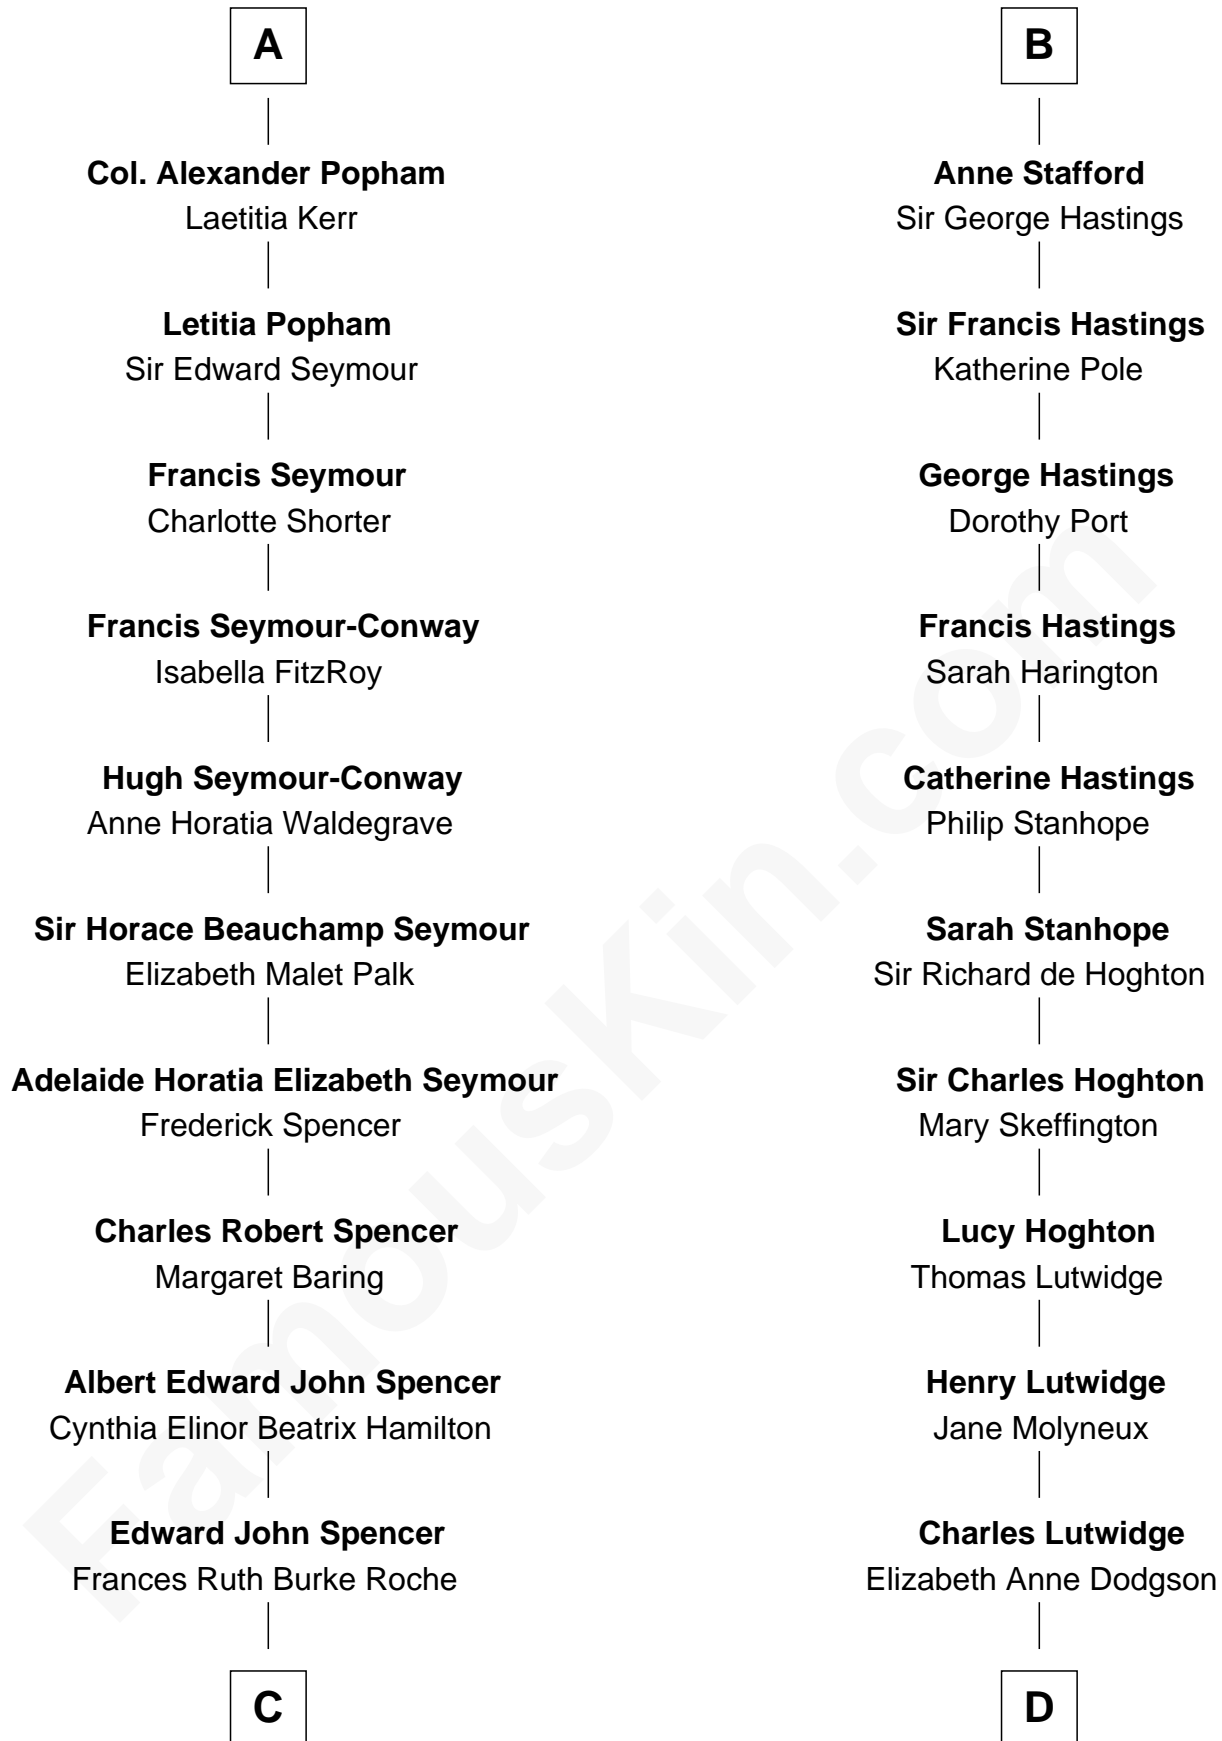 A
Col. Alexander Popham
Laetitia Kerr
Letitia Popham
Sir Edward Seymour
Francis Seymour
Charlotte Shorter
Francis Seymour-Conway
Isabella FitzRoy
Hugh Seymour-Conway
Anne Horatia Waldegrave
Sir Horace Beauchamp Seymour
Elizabeth Malet Palk
Adelaide Horatia Elizabeth Seymour
Frederick Spencer
Charles Robert Spencer
Margaret Baring
Albert Edward John Spencer
Cynthia Elinor Beatrix Hamilton
Edward John Spencer
Frances Ruth Burke Roche
C
B
Anne Stafford
Sir George Hastings
Sir Francis Hastings
Katherine Pole
George Hastings
Dorothy Port
Francis Hastings
Sarah Harington
Catherine Hastings
Philip Stanhope
Sarah Stanhope
Sir Richard de Hoghton
Sir Charles Hoghton
Mary Skeffington
Lucy Hoghton
Thomas Lutwidge
Henry Lutwidge
Jane Molyneux
Charles Lutwidge
Elizabeth Anne Dodgson
D
FamousKin.com